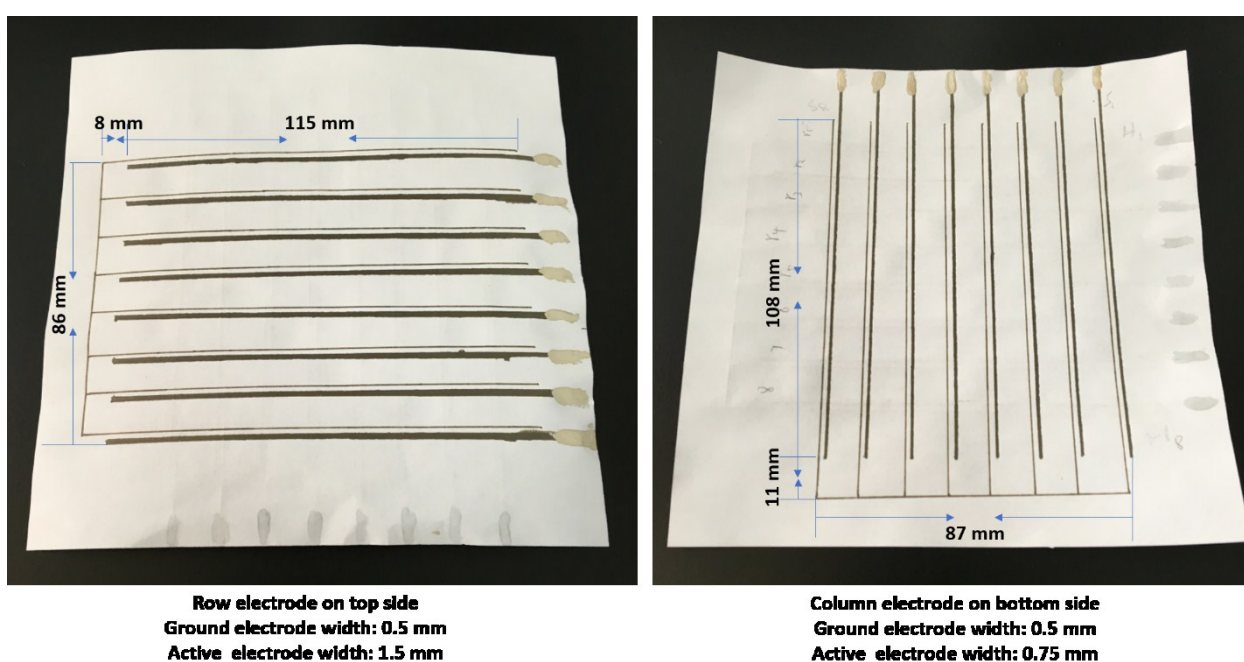 8 mm
115 mm
86 mm
108 mm
11 mm
87 mm
Row electrode on top side
Ground electrode width: 0.5 mm
Active electrode width: 1.5 mm
Column electrode on bottom side
Ground electrode width: 0.5 mm
Active electrode width: 0.75 mm